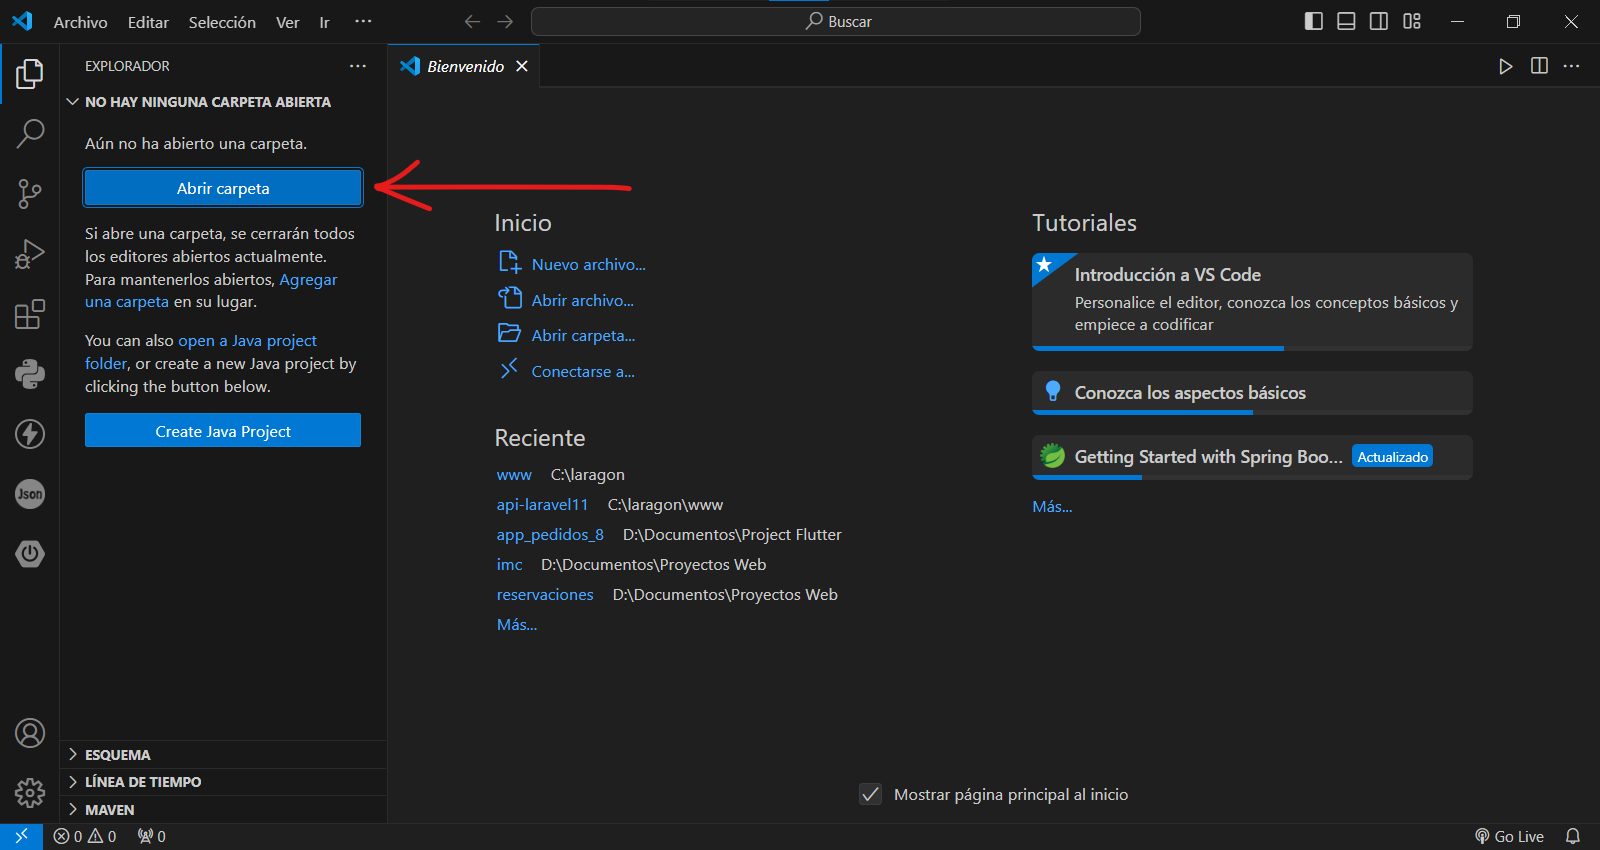 Archivo Editar Selección Ver Ir ···
Buscar
EXPLORADOR
Bienvenido
NO HAY NINGUNA CARPETA ABIERTA
Aún no ha abierto una carpeta.
Abrir carpeta
Si abre una carpeta, se cerrarán todos
los editores abiertos actualmente.
Para mantenerlos abiertos, Agregar
una carpeta en su lugar.
You can also open a Java project
folder, or create a new Java project by
clicking the button below.
Create Java Project
Json
ESQUEMA
LÍNEA DE TIEMPO
MAVEN
Inicio
Nuevo archivo...
Abrir archivo...
Abrir carpeta...
Conectarse a...
Reciente
www C:\laragon
api-laravel11 C:\laragon\www
app_pedidos_8 D:\Documentos\Project Flutter
imc D:\Documentos\Proyectos Web
reservaciones D:\Documentos\Proyectos Web
Más...
Tutoriales
Introducción a VS Code
Personalice el editor, conozca los conceptos básicos y
empiece a codificar
Conozca los aspectos básicos
Getting Started with Spring Boo... Actualizado
Más...
Mostrar página principal al inicio
0 0 0
Go Live